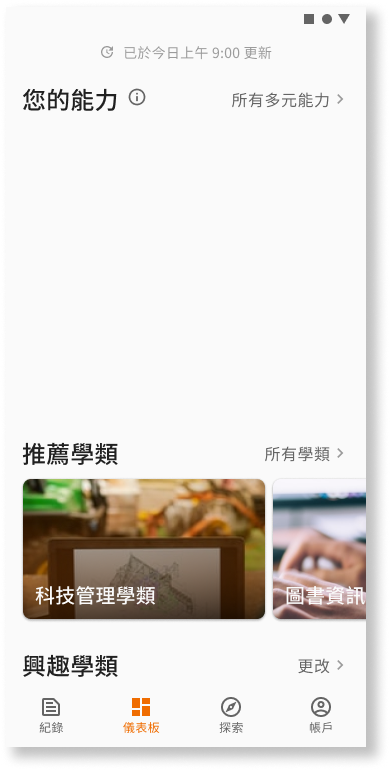 已於今日上午 9:00 更新
您的能力
所有多元能力
推薦學類
所有學類
科技管理學類
圖書資訊
興趣學類
更改
紀錄
儀表板
探索
帳戶